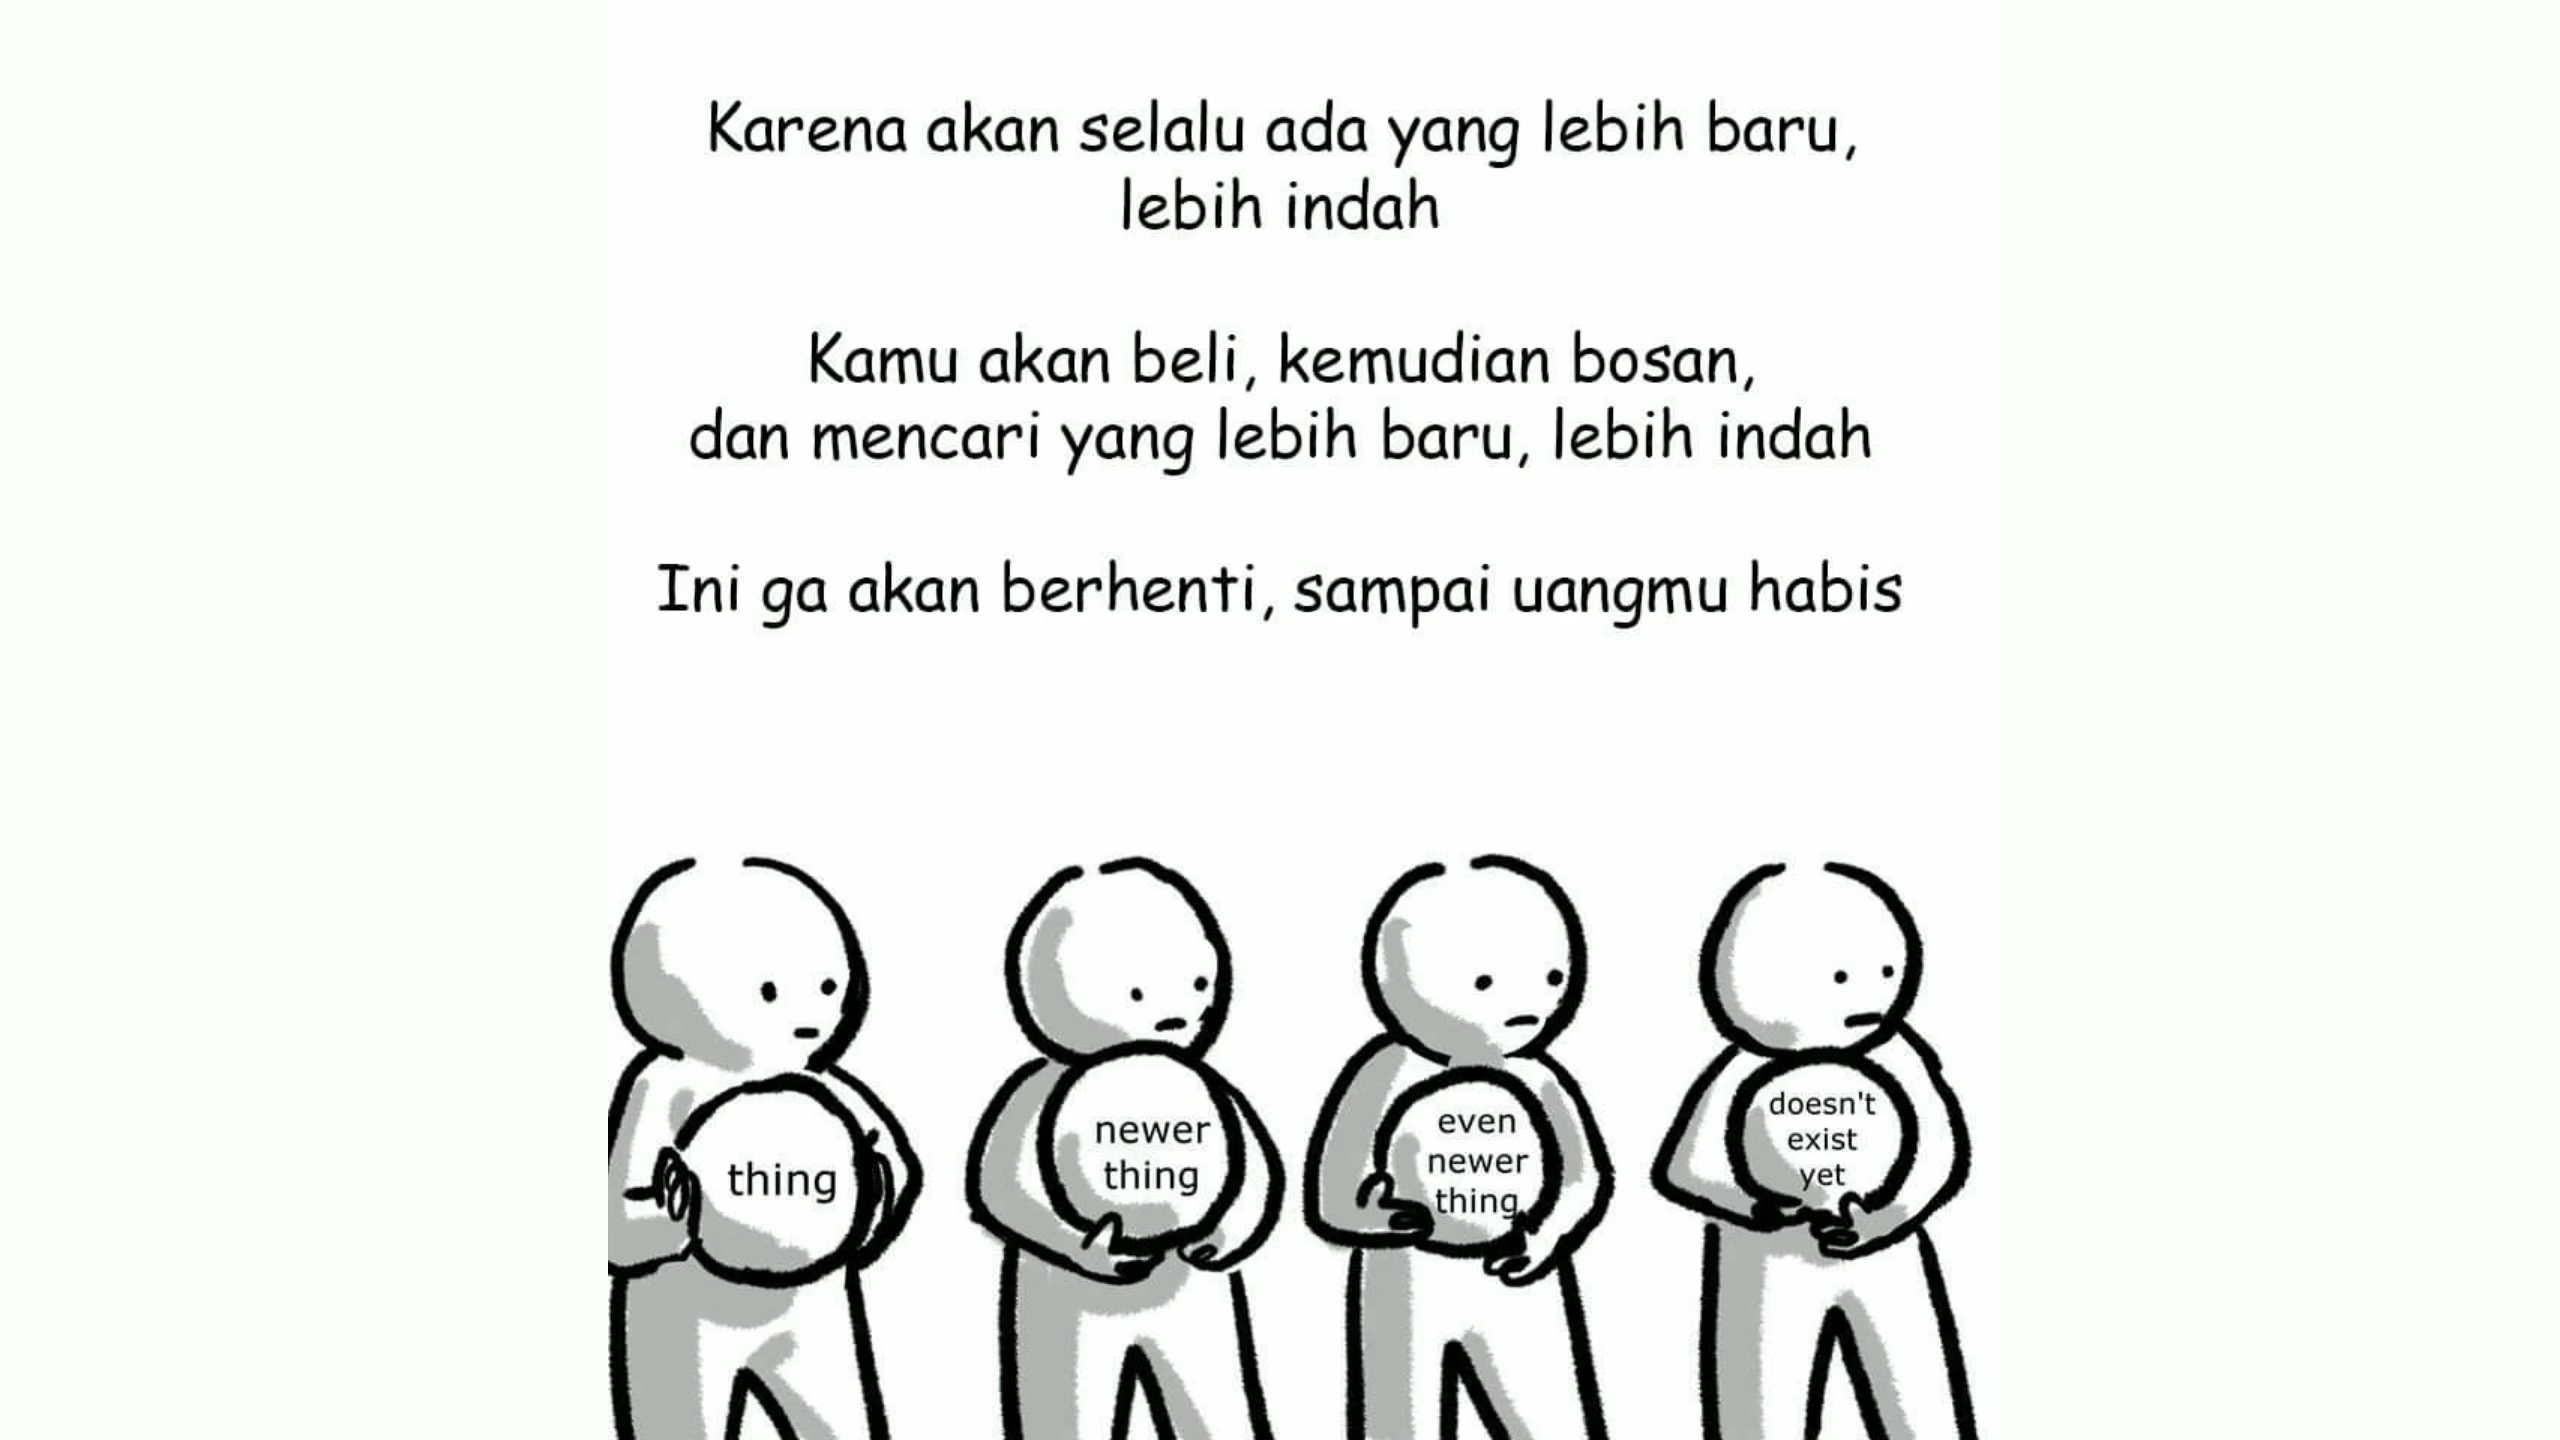 Karena akan selalu ada yang lebih baru,
lebih indah
Kamu akan beli, kemudian bosan,
dan mencari yang lebih baru, lebih indah
Ini ga akan berhenti, sampai uangmu habis
thing
newer
thing
even
newer
thing
doesn't
exist
yet